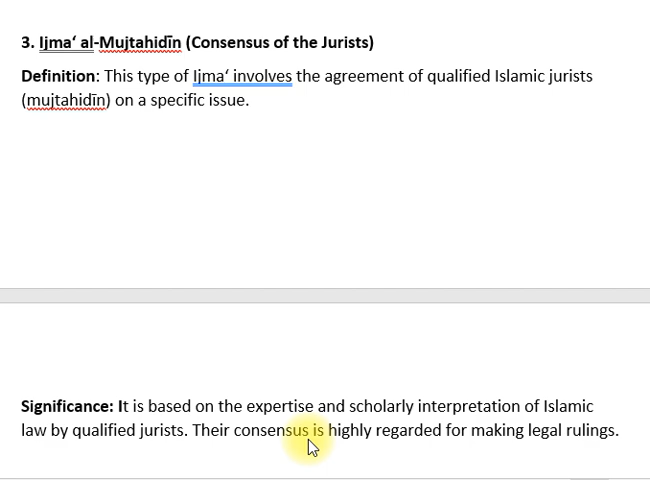 3. Ijma‘ al-Mujtahidīn (Consensus of the Jurists)
Definition: This type of Ijma‘ involves the agreement of qualified Islamic jurists
(mujtahidīn) on a specific issue.
Significance: It is based on the expertise and scholarly interpretation of Islamic
law by qualified jurists. Their consensus is highly regarded for making legal rulings.